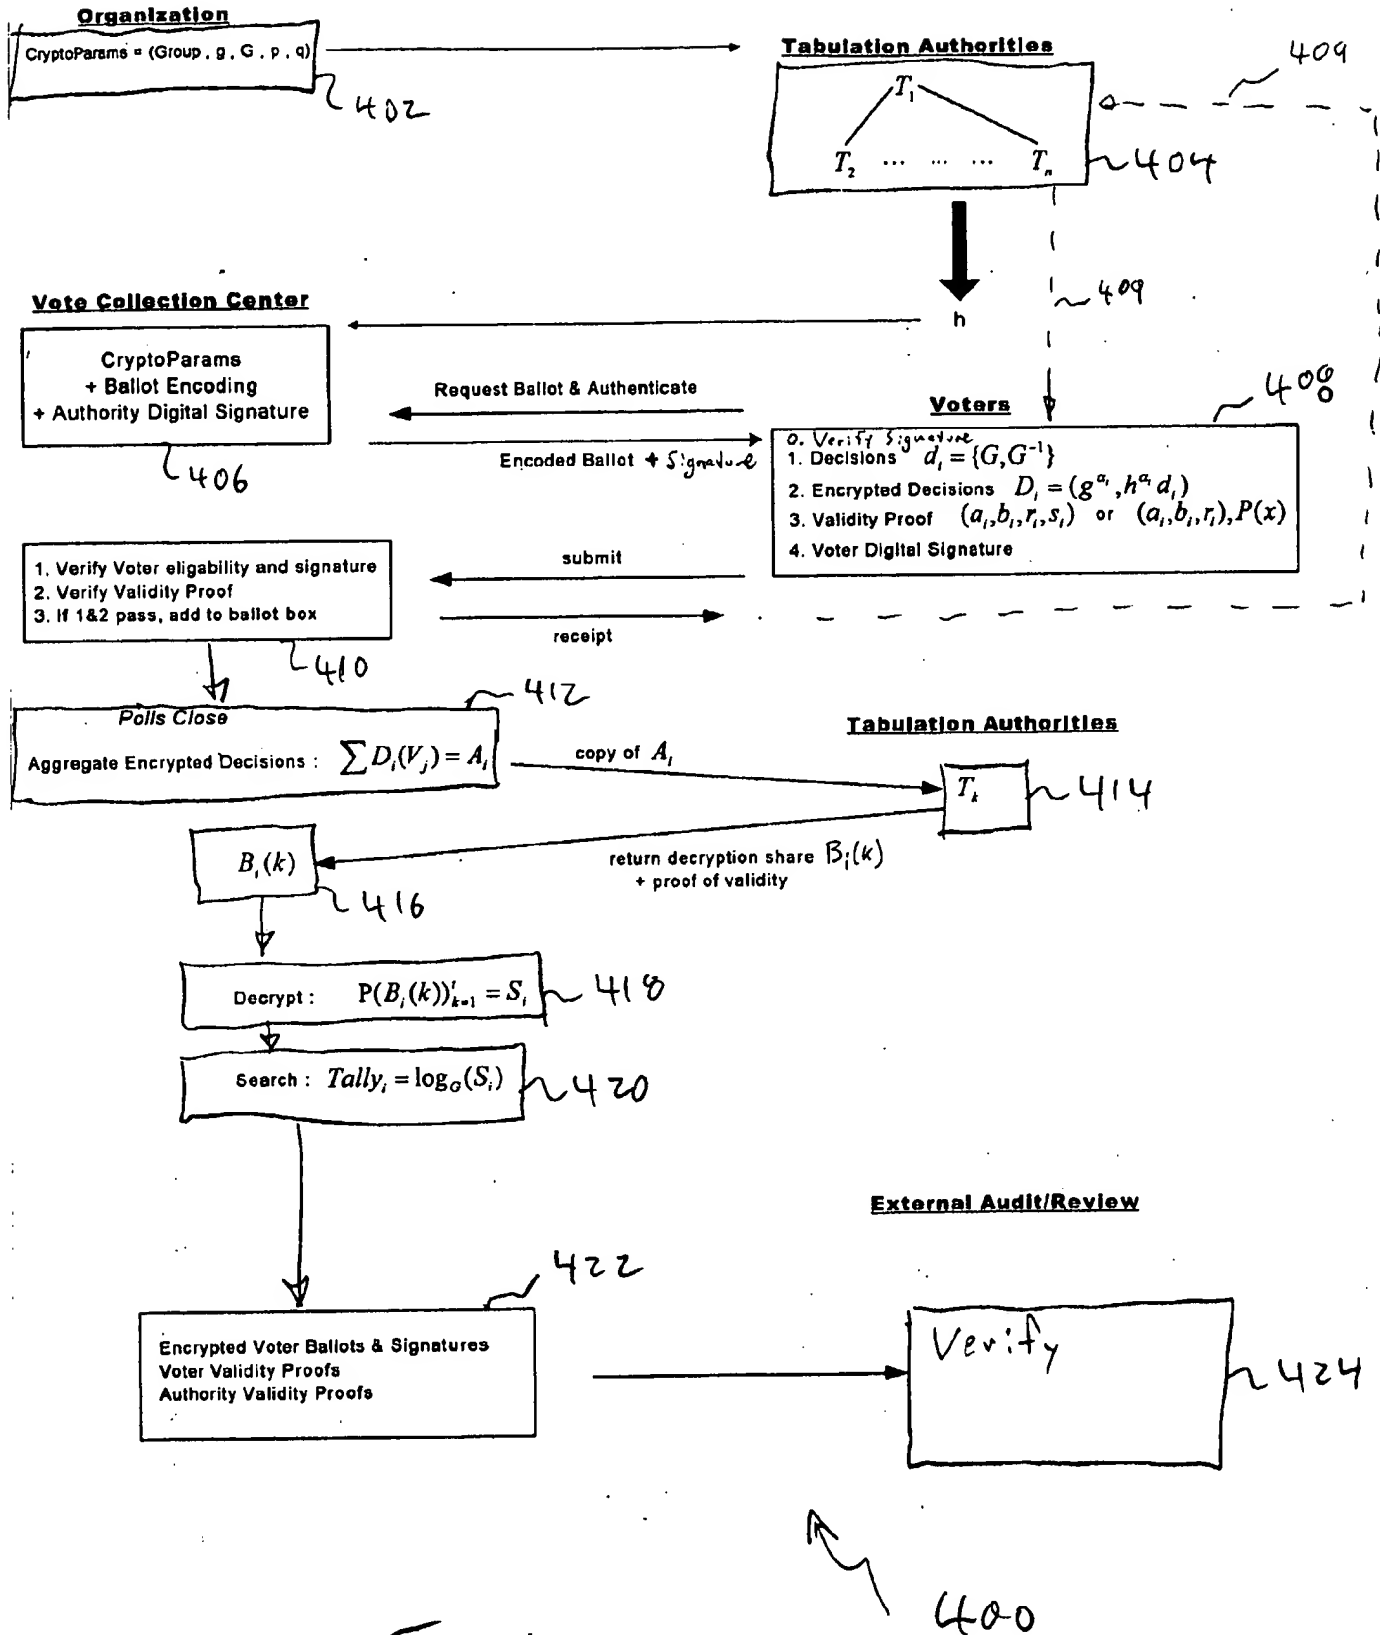 Organization
CryptoParams = (Group , g , G , p , q)
402
Tabulation Authorities
T₁
T₂ ... ... ... Tₙ
404
409
h
409
Vote Collection Center
CryptoParams
+ Ballot Encoding
+ Authority Digital Signature
406
Request Ballot & Authenticate
Encoded Ballot + Signature
Voters
408
0. Verify Signature
1. Decisions dᵢ = {G,G⁻¹}
2. Encrypted Decisions Dᵢ = (g^αᵢ , h^αᵢ dᵢ)
3. Validity Proof (aᵢ,bᵢ,rᵢ,sᵢ) or (aᵢ,bᵢ,rᵢ),P(x)
4. Voter Digital Signature
1. Verify Voter eligability and signature
2. Verify Validity Proof
3. If 1&2 pass, add to ballot box
410
submit
receipt
412
Polls Close
Aggregate Encrypted Decisions : ∑ Dᵢ(Vⱼ) = Aᵢ
copy of Aᵢ
Tabulation Authorities
Tₖ
414
Bᵢ(k)
416
return decryption share Bᵢ(k)
+ proof of validity
Decrypt : P(Bᵢ(k))ᵗₖ₌₁ = Sᵢ
418
Search : Tallyᵢ = log_G(Sᵢ)
420
External Audit/Review
422
Encrypted Voter Ballots & Signatures
Voter Validity Proofs
Authority Validity Proofs
Verify
424
400